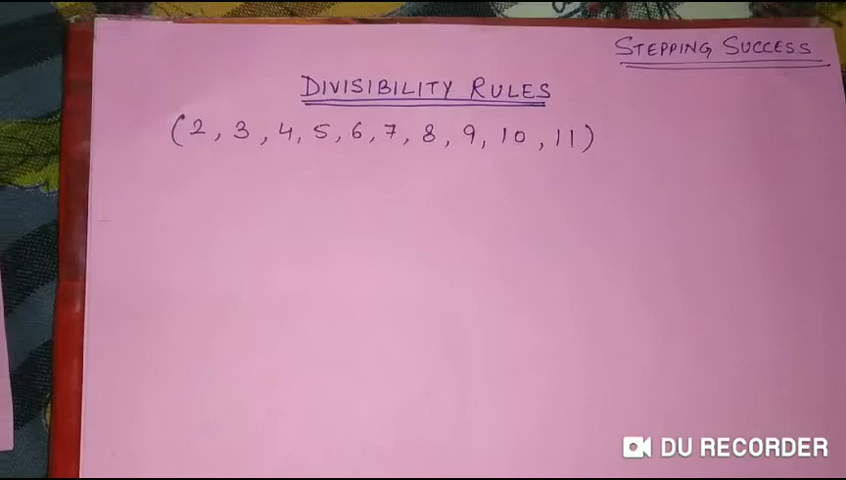 STEPPING SUCCESS
DIVISIBILITY RULES
(2, 3, 4, 5, 6, 7, 8, 9, 10, 11)
DU RECORDER